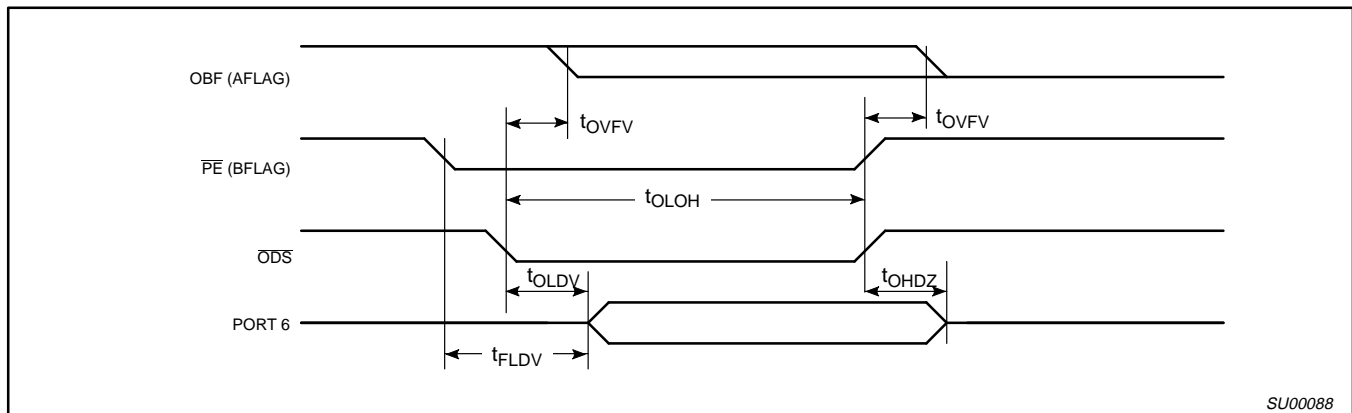 OBF (AFLAG)
tOVFV
tOVFV
PE (BFLAG)
tOLOH
ODS
tOLDV
tOHDZ
PORT 6
tFLDV
SU00088